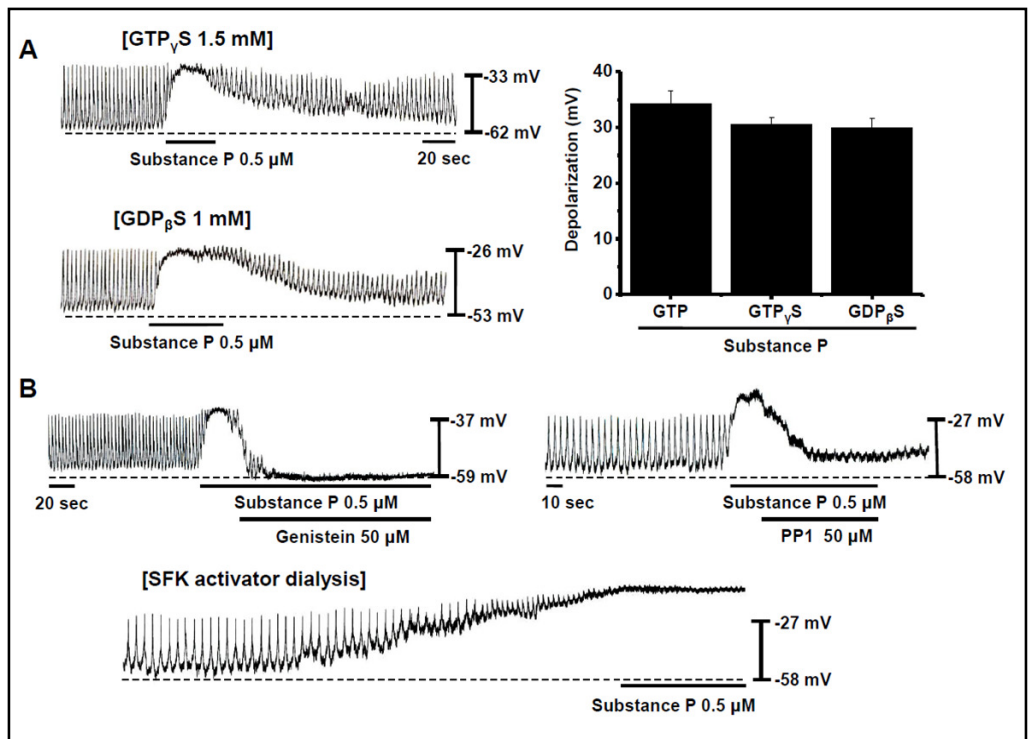 A
[GTPγS 1.5 mM]
-33 mV
-62 mV
Substance P 0.5 µM
20 sec
[GDPβS 1 mM]
-26 mV
-53 mV
Substance P 0.5 µM
Depolarization (mV)
40
30
20
10
0
GTP GTPγS GDPβS
Substance P
B
-37 mV
-59 mV
20 sec
Substance P 0.5 µM
Genistein 50 µM
-27 mV
-58 mV
10 sec
Substance P 0.5 µM
PP1 50 µM
[SFK activator dialysis]
-27 mV
-58 mV
Substance P 0.5 µM